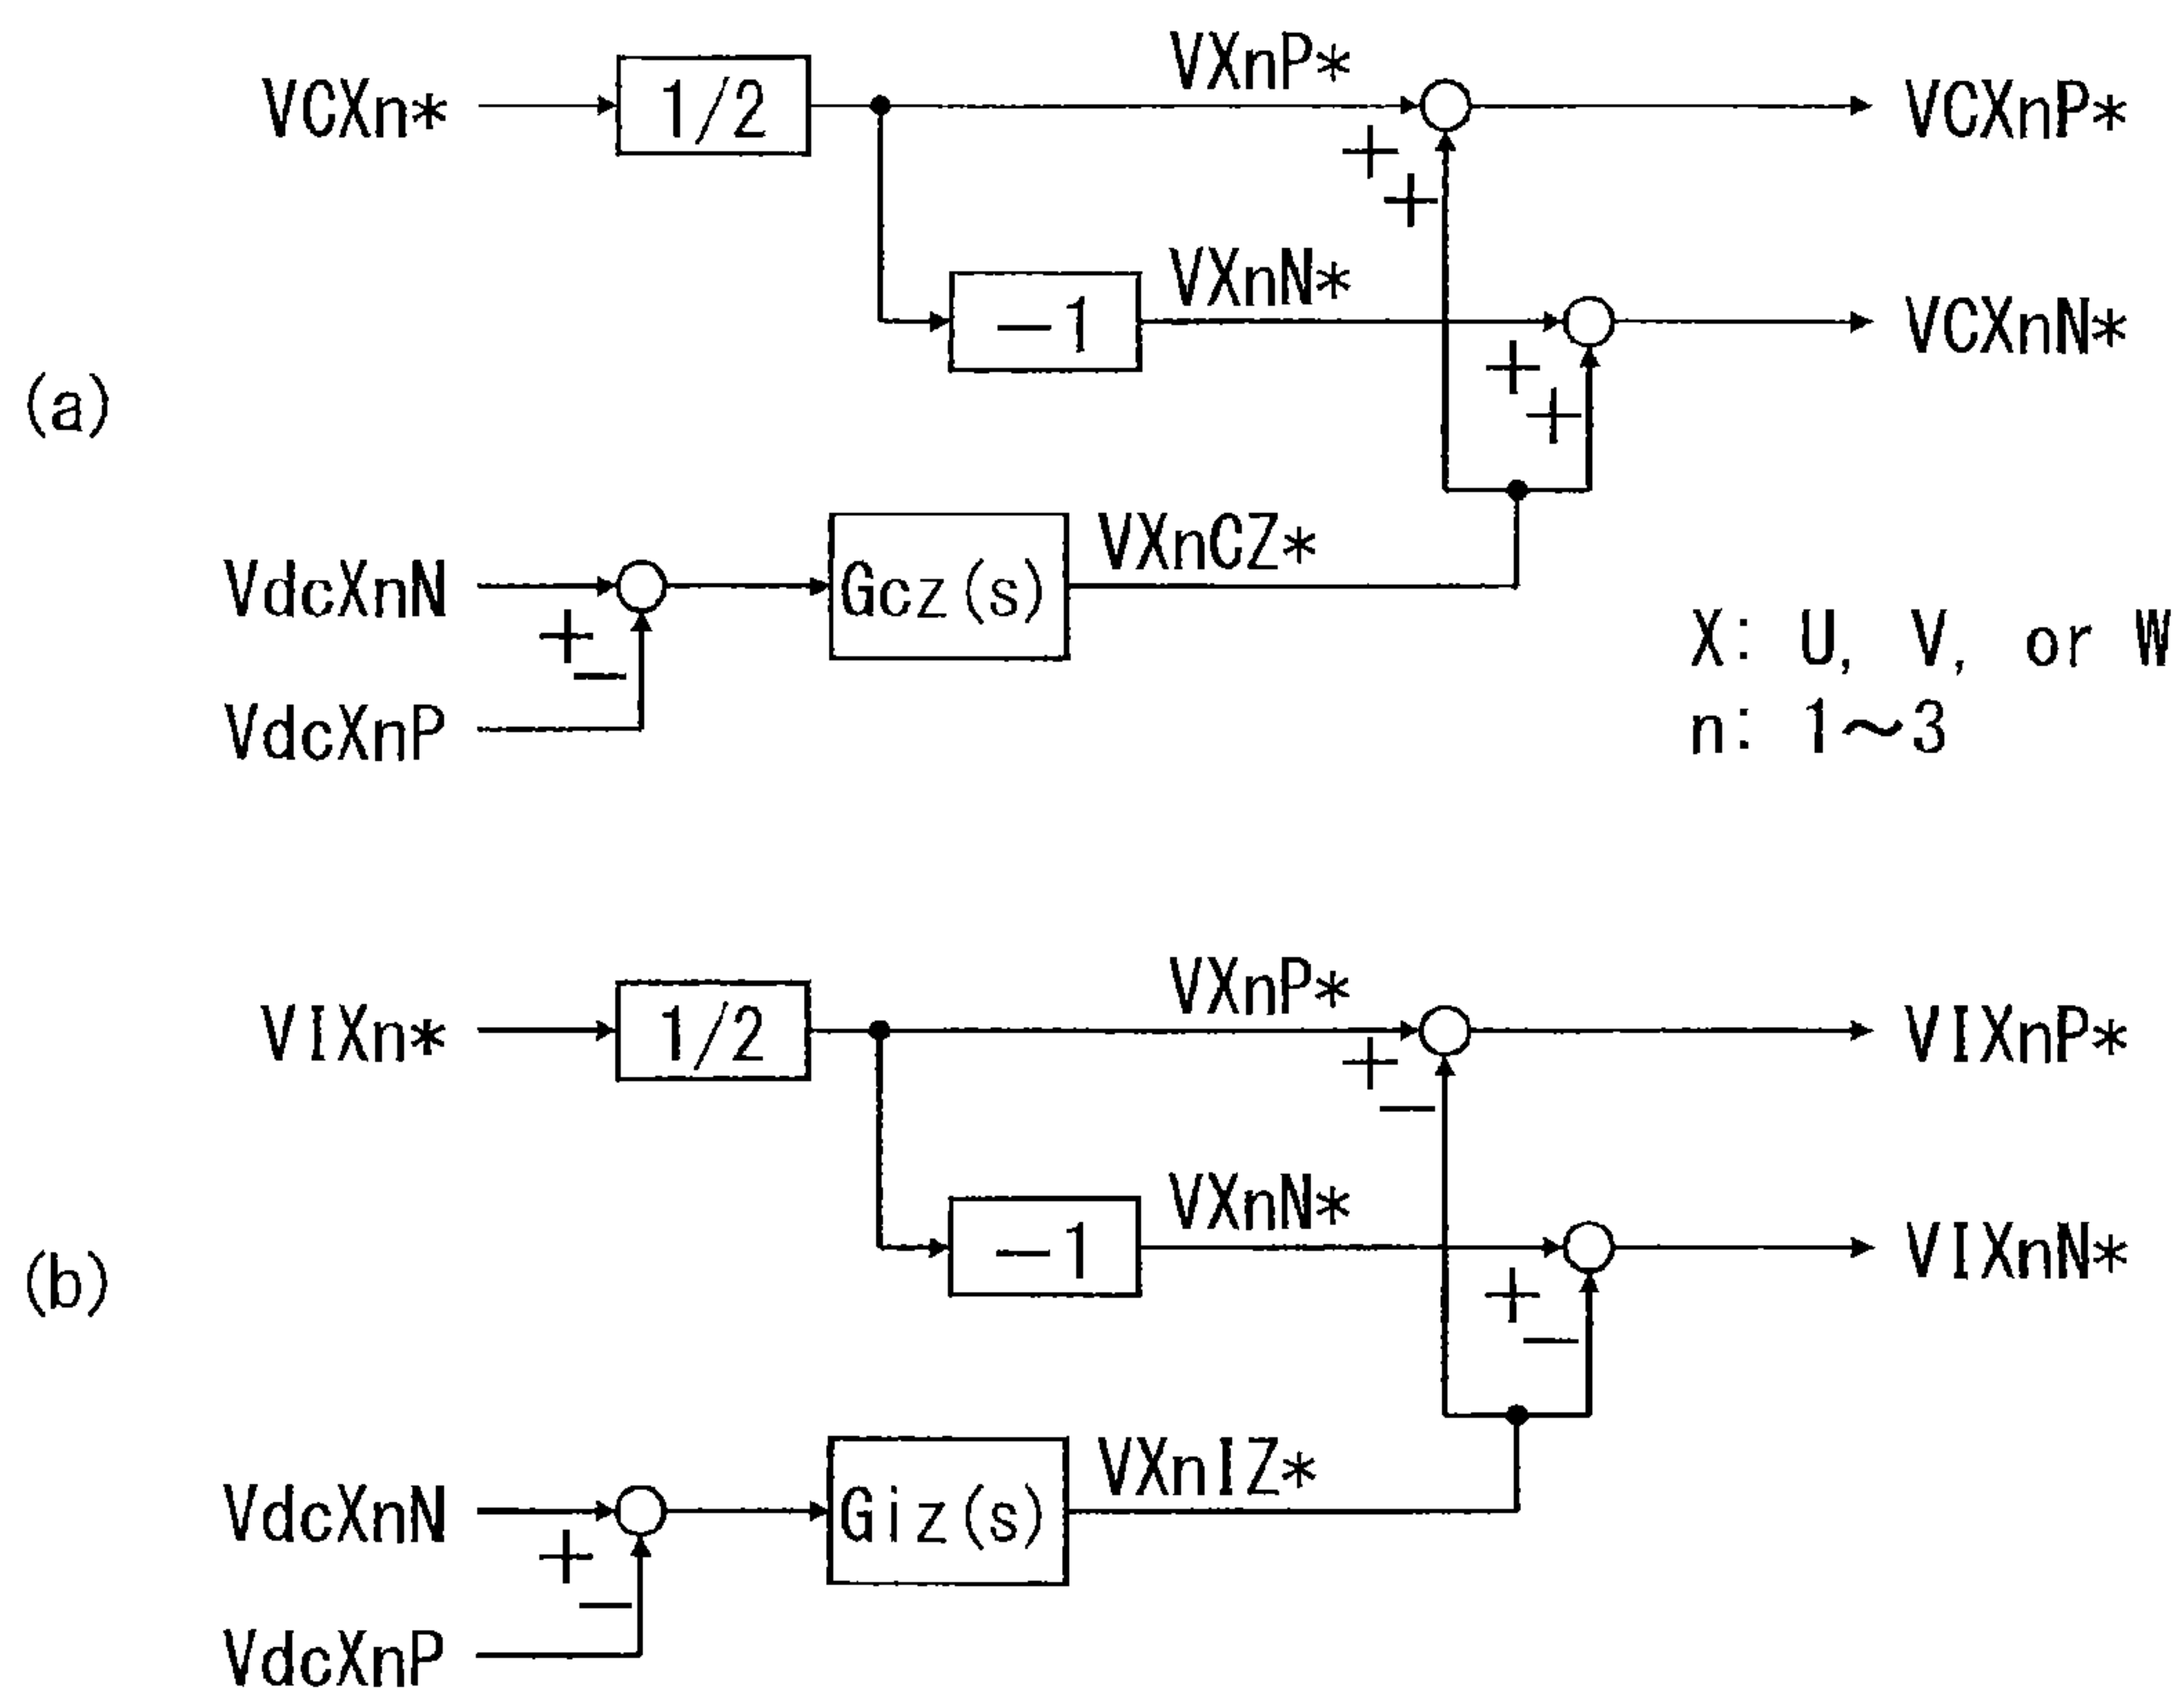 VXnP*
VCXn* 1/2 VCXnP*
+
+
VXnN*
−1 VCXnN*
+
(a)
+
VXnCZ*
VdcXnN Gcz(s)
+
−
X: U, V, or W
VdcXnP
n: 1～3
VXnP*
VIXn* 1/2 VIXnP*
+
−
VXnN*
−1 VIXnN*
(b)
+
−
VXnIZ*
VdcXnN Giz(s)
+
−
VdcXnP